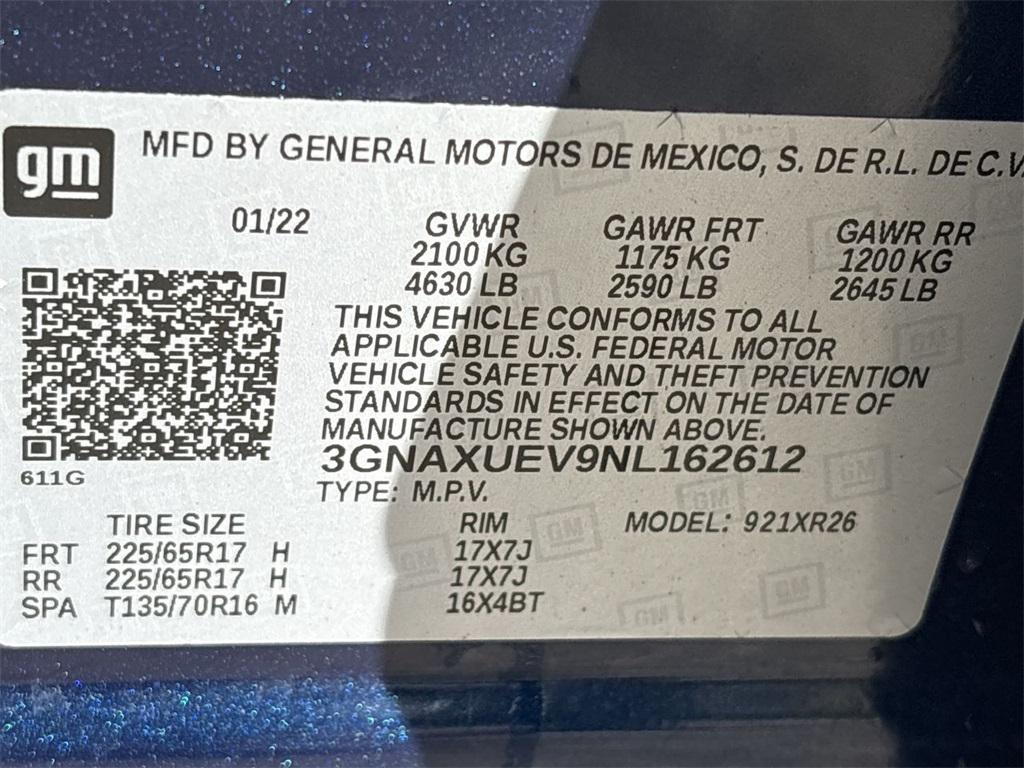 gm
MFD BY GENERAL MOTORS DE MEXICO, S. DE R.L. DE C.V.
01/22 GVWR GAWR FRT GAWR RR
2100 KG 1175 KG 1200 KG
4630 LB 2590 LB 2645 LB
THIS VEHICLE CONFORMS TO ALL
APPLICABLE U.S. FEDERAL MOTOR
VEHICLE SAFETY AND THEFT PREVENTION
STANDARDS IN EFFECT ON THE DATE OF
MANUFACTURE SHOWN ABOVE.
3GNAXUEV9NL162612
611G
TYPE: M.P.V.
TIRE SIZE RIM MODEL: 921XR26
FRT 225/65R17 H 17X7J
RR 225/65R17 H 17X7J
SPA T135/70R16 M 16X4BT